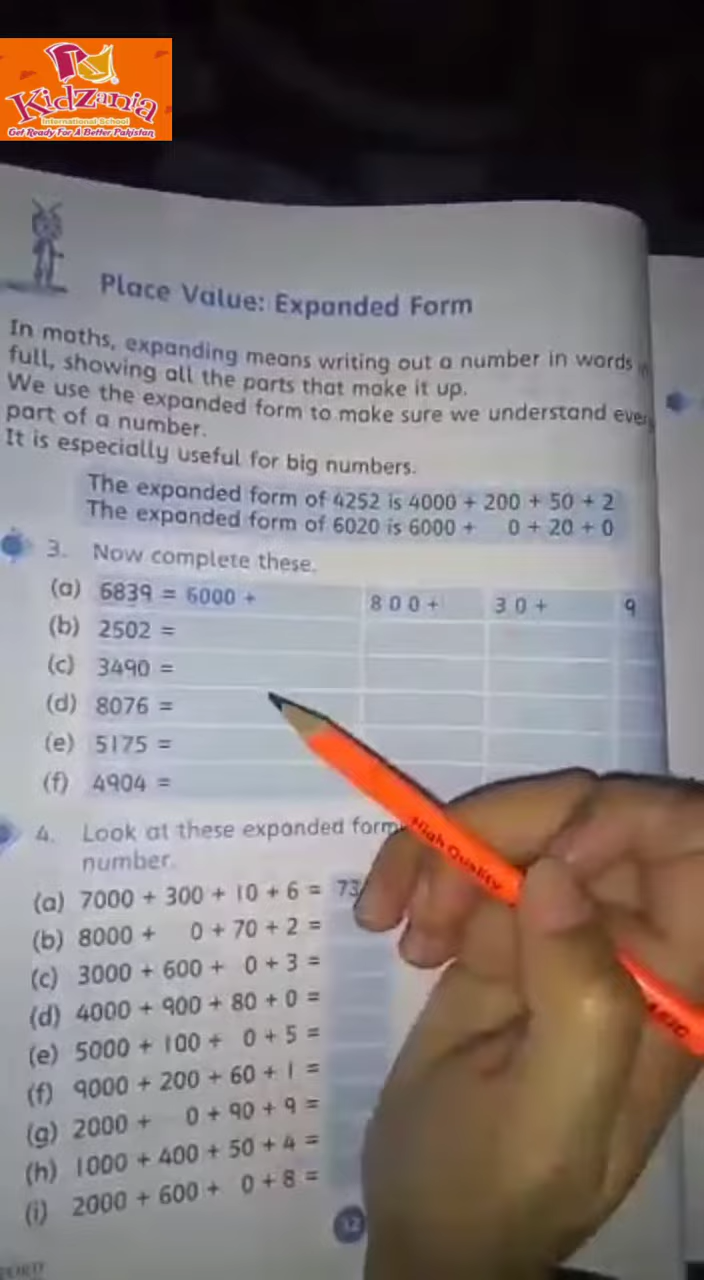 KidZania
International School
Get Ready For A Better Pakistan
Place Value: Expanded Form
In maths, expanding means writing out a number in words
full, showing all the parts that make it up.
We use the expanded form to make sure we understand
part of a number.
It is especially useful for big numbers.
The expanded form of 4252 is 4000 + 200 + 50 + 2
The expanded form of 6020 is 6000 + 0 + 20 + 0
3. Now complete these.
(a) 6839 = 6000 + 800 + 30 + 9
(b) 2502 =
(c) 3490 =
(d) 8076 =
(e) 5175 =
(f) 4904 =
4. Look at these expanded
number.
(a) 7000 + 300 + 10 + 6 = 73
(b) 8000 + 0 + 70 + 2 =
(c) 3000 + 600 + 0 + 3 =
(d) 4000 + 900 + 80 + 0 =
(e) 5000 + 100 + 0 + 5 =
(f) 9000 + 200 + 60 + 1 =
(g) 2000 + 0 + 90 + 9 =
(h) 1000 + 400 + 50 + 4 =
(i) 2000 + 600 + 0 + 8 =
High Quality